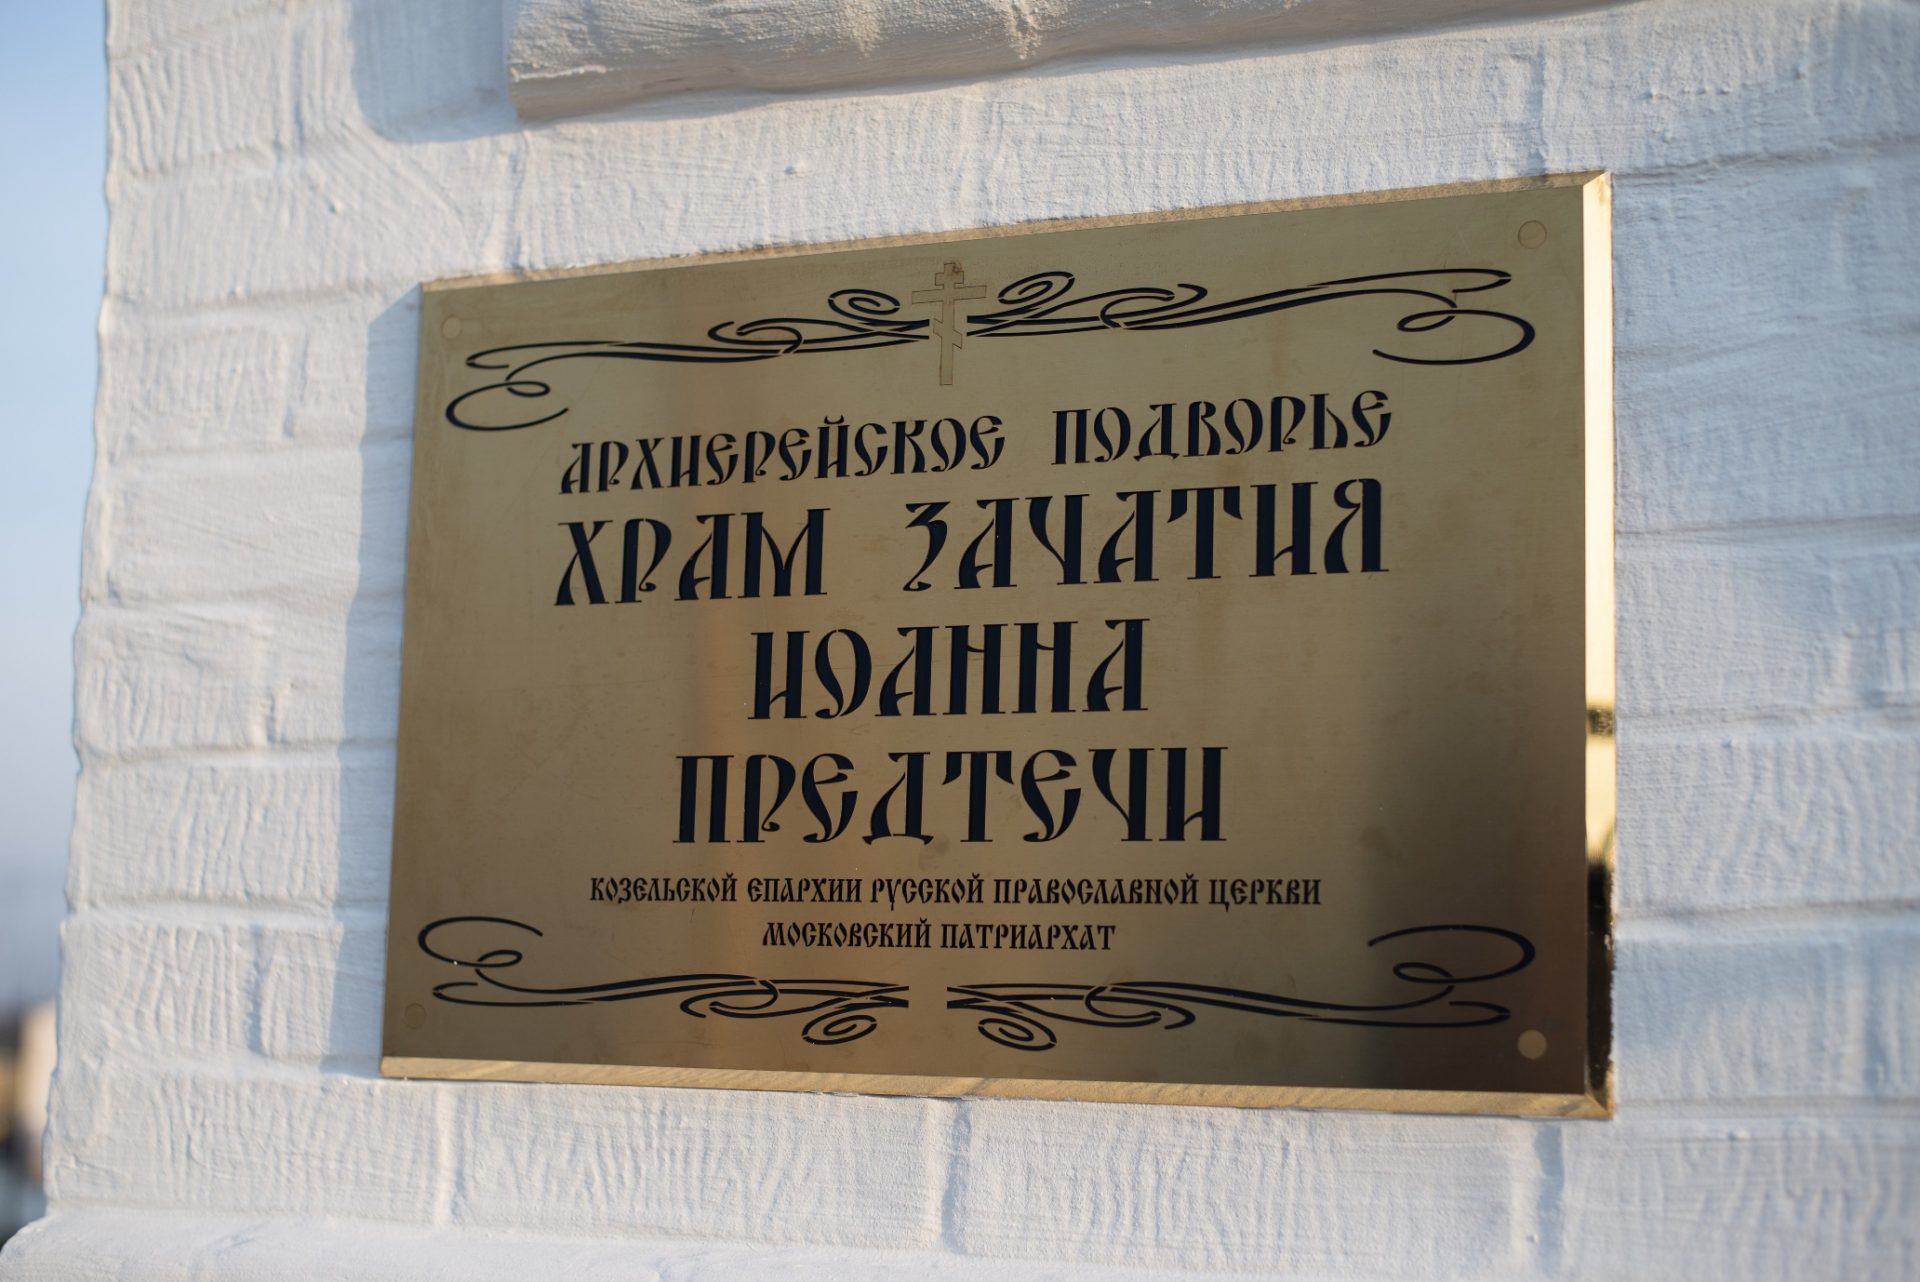 АРХИЕРЕЙСКОЕ ПОДВОРЬЕ
ХРАМ ЗАЧАТИЯ
ИОАННА
ПРЕДТЕЧИ
КОЗЕЛЬСКОЙ ЕПАРХИИ РУССКОЙ ПРАВОСЛАВНОЙ ЦЕРКВИ
МОСКОВСКИЙ ПАТРИАРХАТ